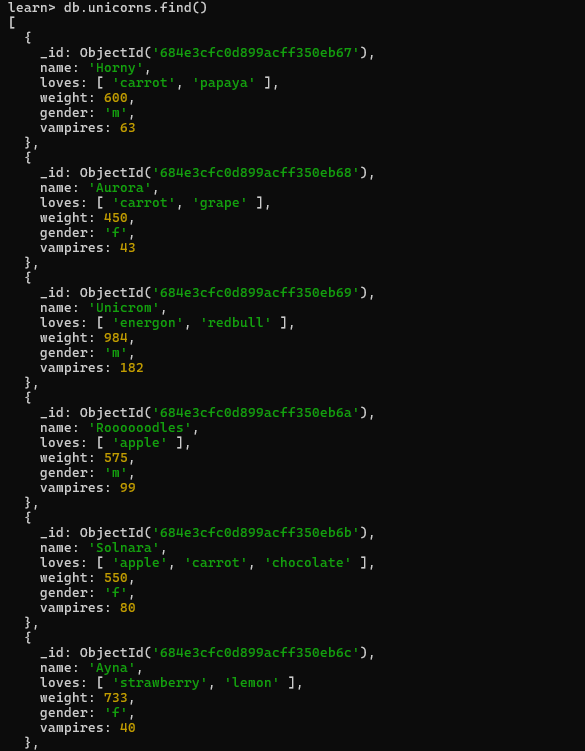 learn> db.unicorns.find()
[
  {
    _id: ObjectId('684e3cfc0d899acff350eb67'),
    name: 'Horny',
    loves: [ 'carrot', 'papaya' ],
    weight: 600,
    gender: 'm',
    vampires: 63
  },
  {
    _id: ObjectId('684e3cfc0d899acff350eb68'),
    name: 'Aurora',
    loves: [ 'carrot', 'grape' ],
    weight: 450,
    gender: 'f',
    vampires: 43
  },
  {
    _id: ObjectId('684e3cfc0d899acff350eb69'),
    name: 'Unicrom',
    loves: [ 'energon', 'redbull' ],
    weight: 984,
    gender: 'm',
    vampires: 182
  },
  {
    _id: ObjectId('684e3cfc0d899acff350eb6a'),
    name: 'Roooooodles',
    loves: [ 'apple' ],
    weight: 575,
    gender: 'm',
    vampires: 99
  },
  {
    _id: ObjectId('684e3cfc0d899acff350eb6b'),
    name: 'Solnara',
    loves: [ 'apple', 'carrot', 'chocolate' ],
    weight: 550,
    gender: 'f',
    vampires: 80
  },
  {
    _id: ObjectId('684e3cfc0d899acff350eb6c'),
    name: 'Ayna',
    loves: [ 'strawberry', 'lemon' ],
    weight: 733,
    gender: 'f',
    vampires: 40
  },